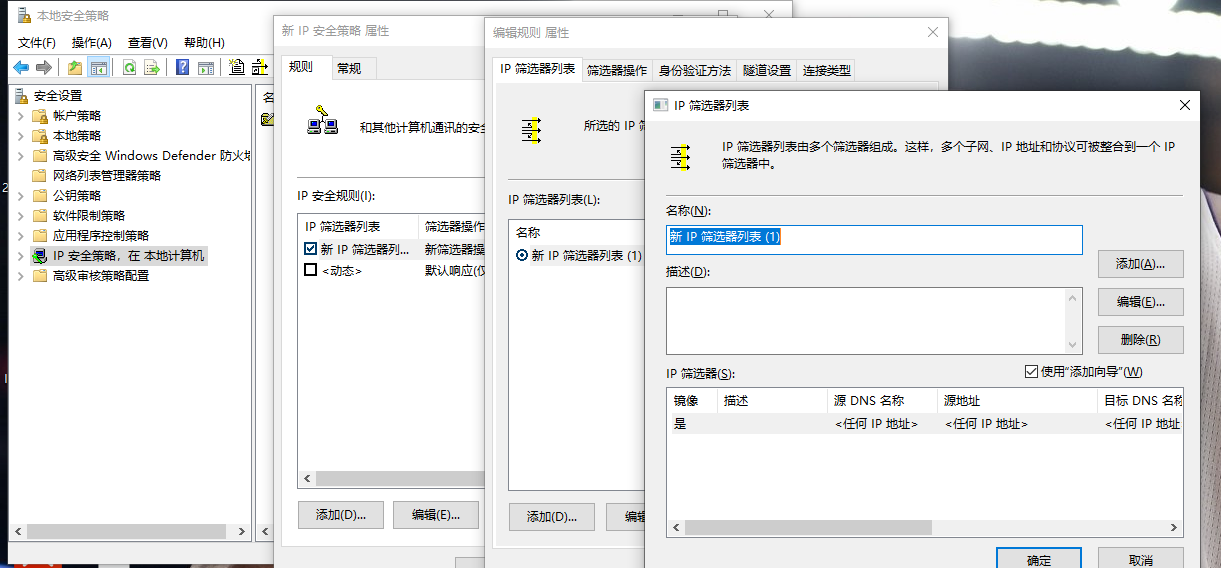 本地安全策略
文件(F) 操作(A) 查看(V) 帮助(H)
安全设置
帐户策略
本地策略
高级安全 Windows Defender 防火墙
网络列表管理器策略
公钥策略
软件限制策略
应用程序控制策略
IP 安全策略，在 本地计算机
高级审核策略配置
新 IP 安全策略 属性
规则 常规
和其他计算机通讯的安全
IP 安全规则(I):
IP 筛选器列表 筛选器操作
新 IP 筛选器列... 新筛选器操
<动态> 默认响应(仅
添加(D)... 编辑(E)...
编辑规则 属性
IP 筛选器列表 筛选器操作 身份验证方法 隧道设置 连接类型
所选的 IP 筛
IP 筛选器列表(L):
名称
新 IP 筛选器列表 (1)
添加(D)... 编辑
IP 筛选器列表
IP 筛选器列表由多个筛选器组成。这样，多个子网、IP 地址和协议可被整合到一个 IP
筛选器中。
名称(N):
新 IP 筛选器列表 (1)
添加(A)...
描述(D):
编辑(E)...
删除(R)
IP 筛选器(S):
使用"添加向导"(W)
镜像 描述 源 DNS 名称 源地址 目标 DNS 名称
是 <任何 IP 地址> <任何 IP 地址> <任何 IP 地址
确定 取消